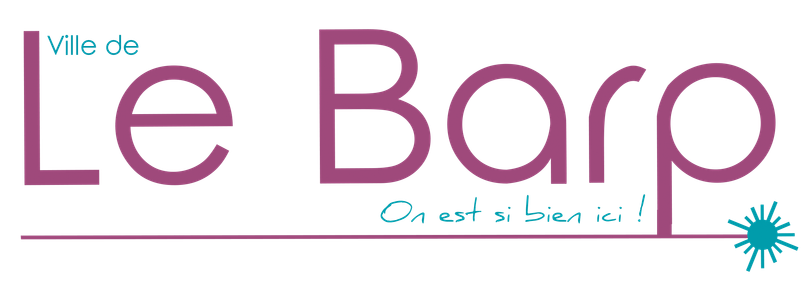 Ville de
Le Barp
On est si bien ici !